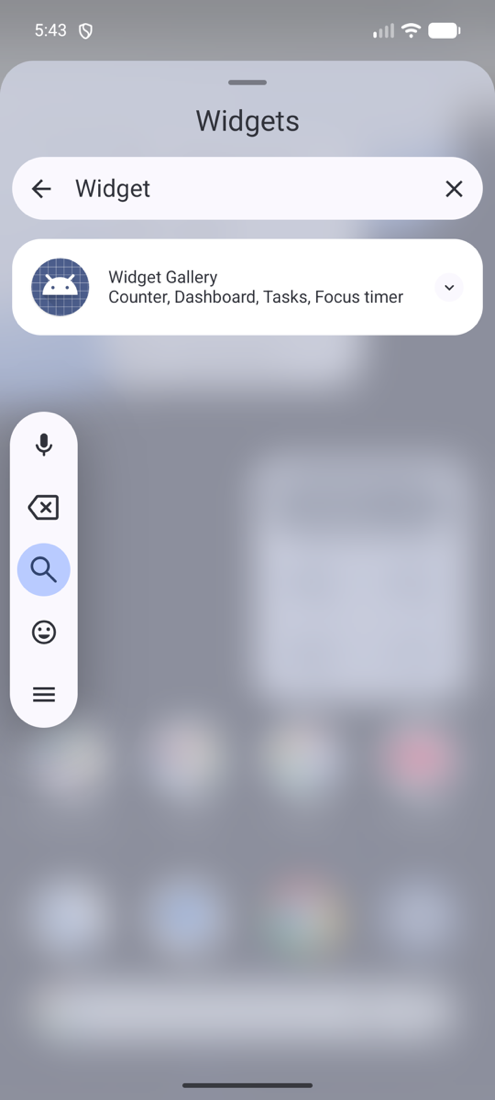 5:43
Widgets
Widget
Widget Gallery
Counter, Dashboard, Tasks, Focus timer